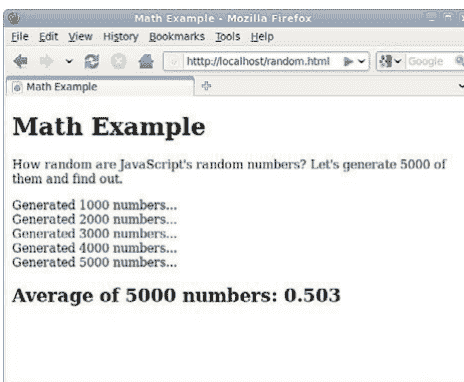 Math Example - Mozilla Firefox
File Edit View History Bookmarks Tools Help
http://localhost/random.html Google
Math Example
Math Example
How random are JavaScript's random numbers? Let's generate 5000 of
them and find out.
Generated 1000 numbers...
Generated 2000 numbers...
Generated 3000 numbers...
Generated 4000 numbers...
Generated 5000 numbers...
Average of 5000 numbers: 0.503